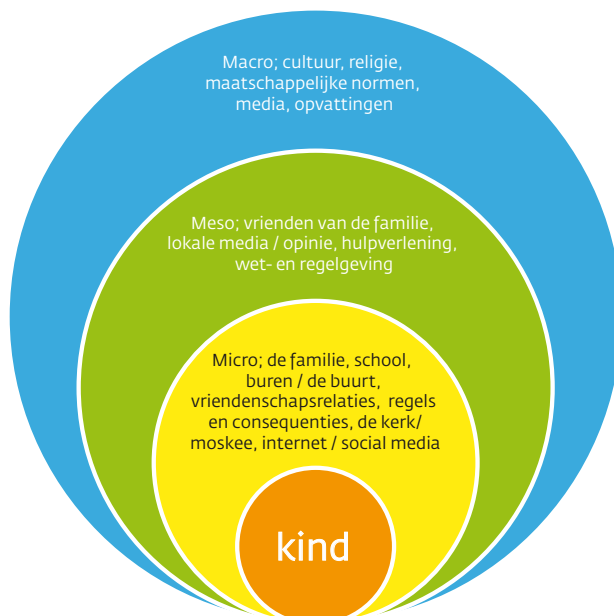 Macro; cultuur, religie,
maatschappelijke normen,
media, opvattingen
Meso; vrienden van de familie,
lokale media / opinie, hulpverlening,
wet- en regelgeving
Micro; de familie, school,
buren / de buurt,
vriendenschapsrelaties, regels
en consequenties, de kerk/
moskee, internet / social media
kind